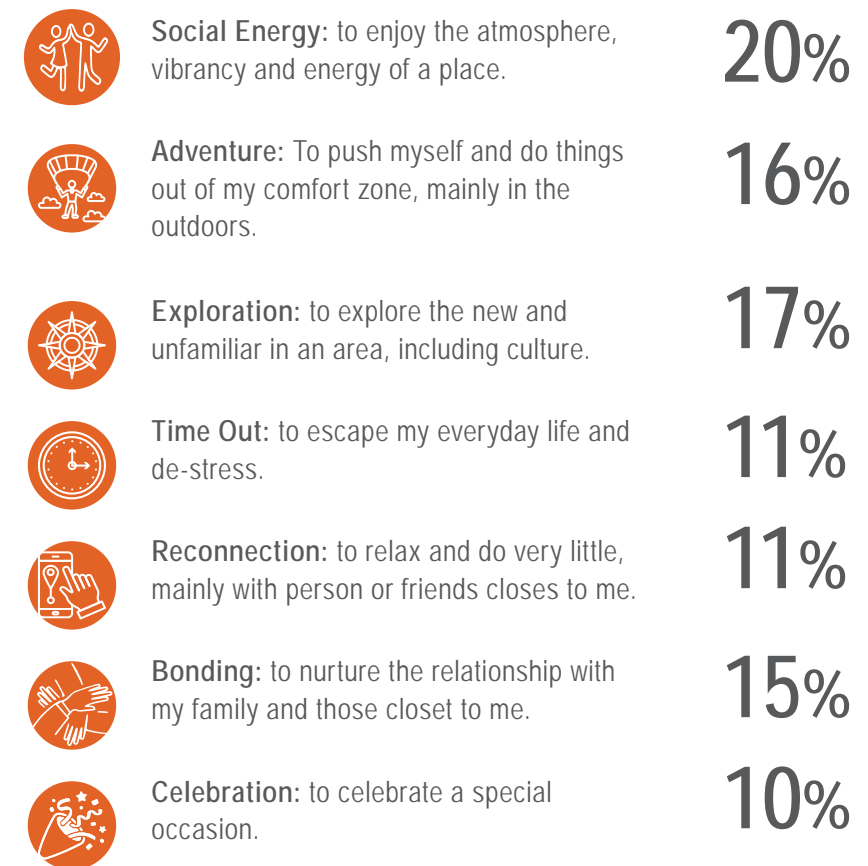 Social Energy: to enjoy the atmosphere,
vibrancy and energy of a place.
20%
Adventure: To push myself and do things
out of my comfort zone, mainly in the
outdoors.
16%
Exploration: to explore the new and
unfamiliar in an area, including culture.
17%
Time Out: to escape my everyday life and
de-stress.
11%
Reconnection: to relax and do very little,
mainly with person or friends closes to me.
11%
Bonding: to nurture the relationship with
my family and those closet to me.
15%
Celebration: to celebrate a special
occasion.
10%